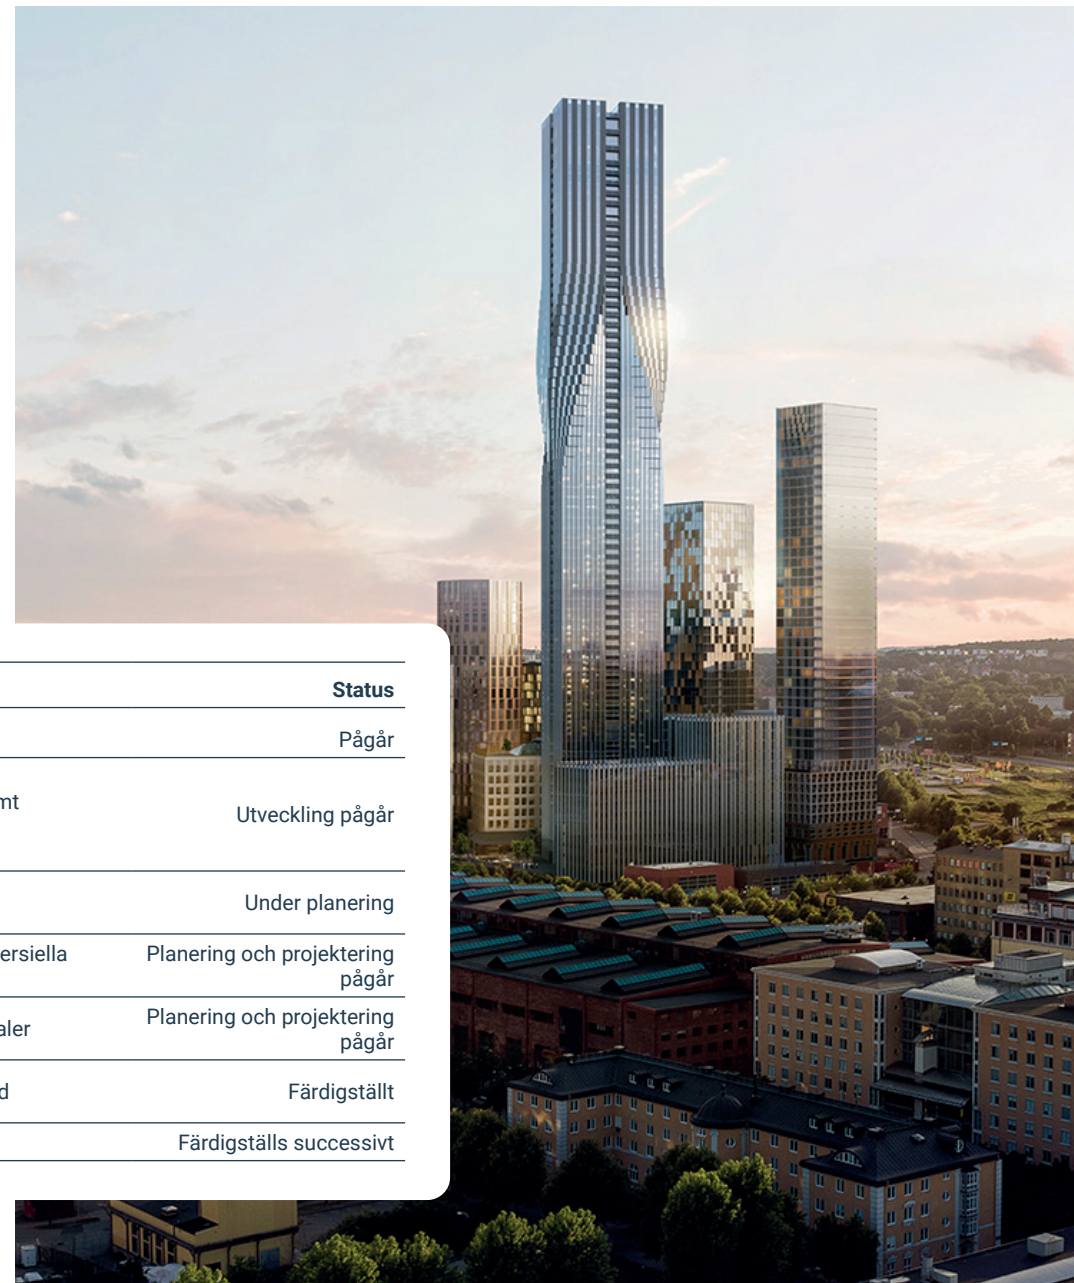 Status
Pågår
mt
Utveckling pågår
Under planering
ersiella
Planering och projektering
pågår
aler
Planering och projektering
pågår
d
Färdigställt
Färdigställs successivt